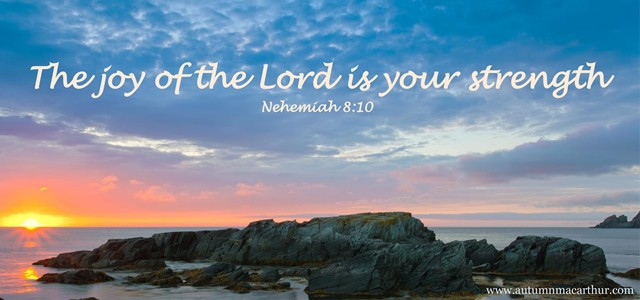 The joy of the Lord is your strength
Nehemiah 8:10
www.autumnmacarthur.com